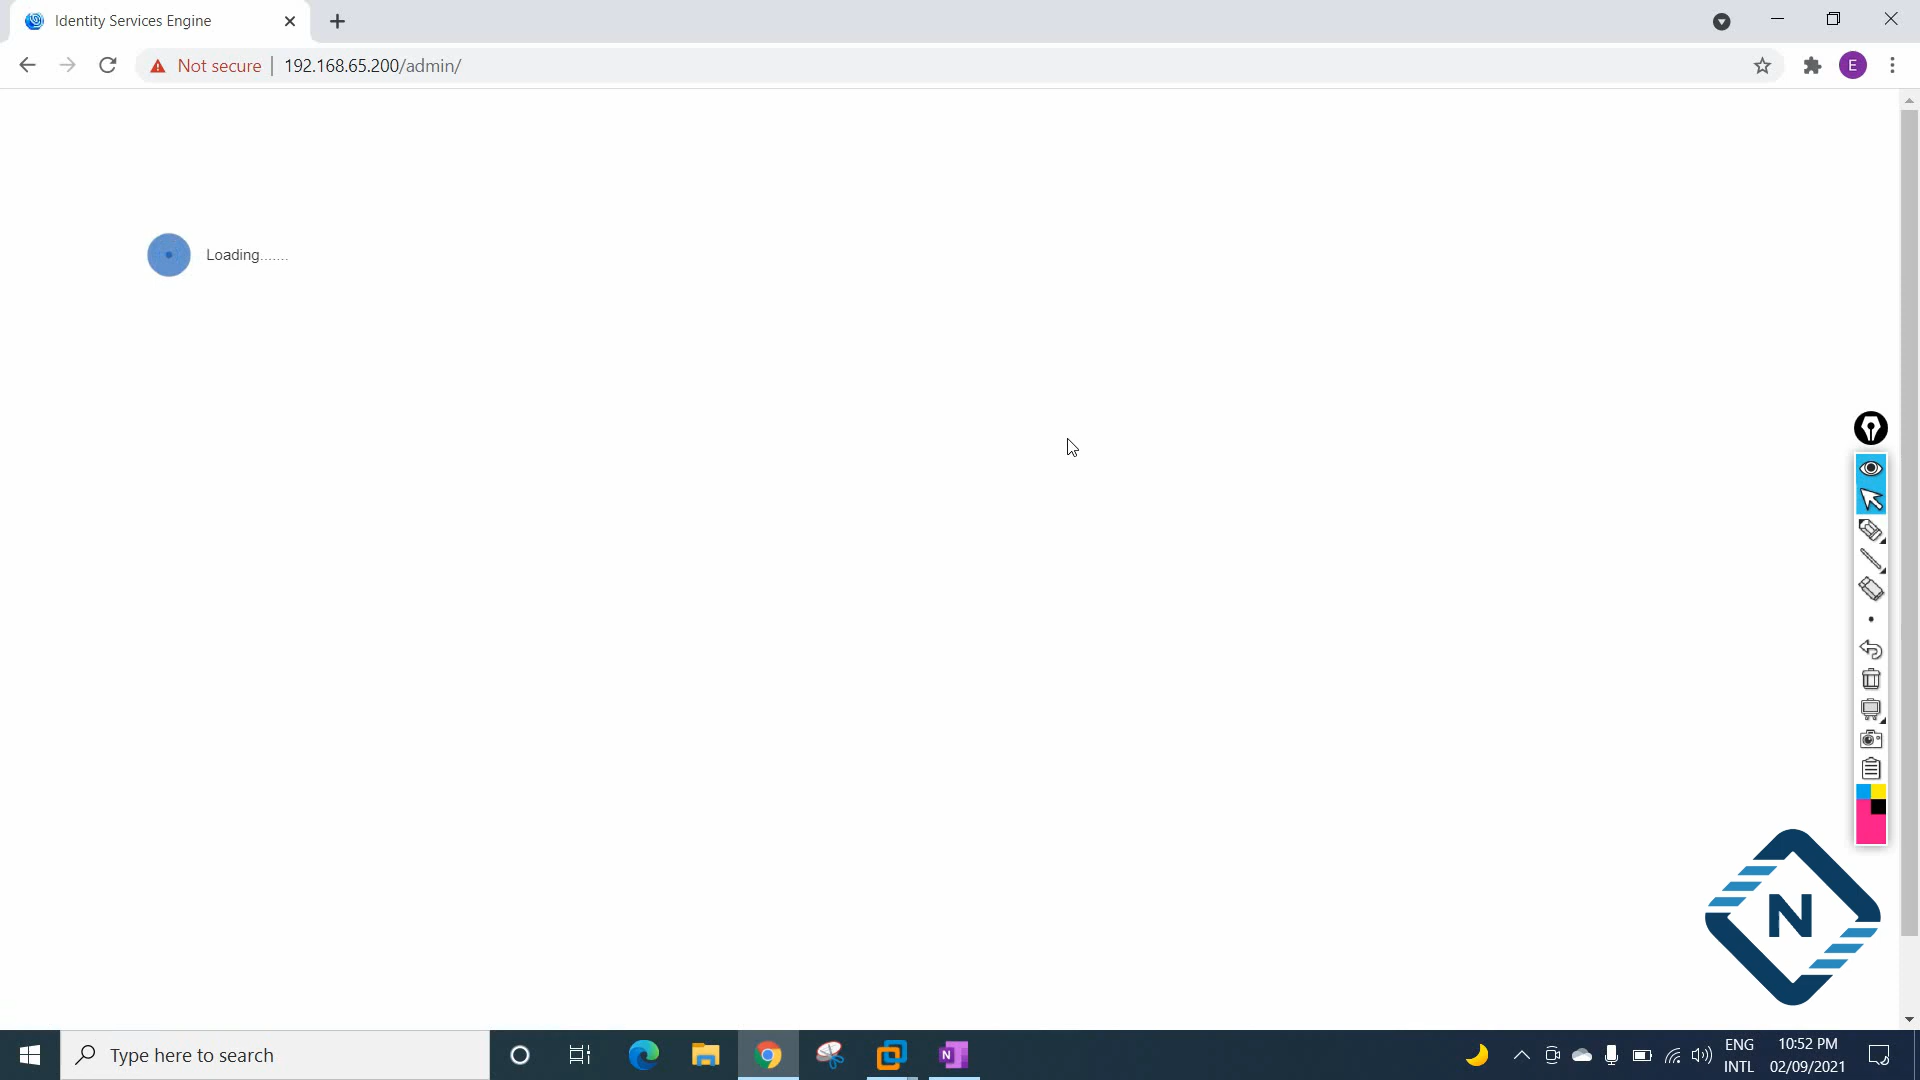 Identity Services Engine
Not secure
192.168.65.200/admin/
E
Loading.......
N
Type here to search
N
ENG
INTL
10:52 PM
02/09/2021